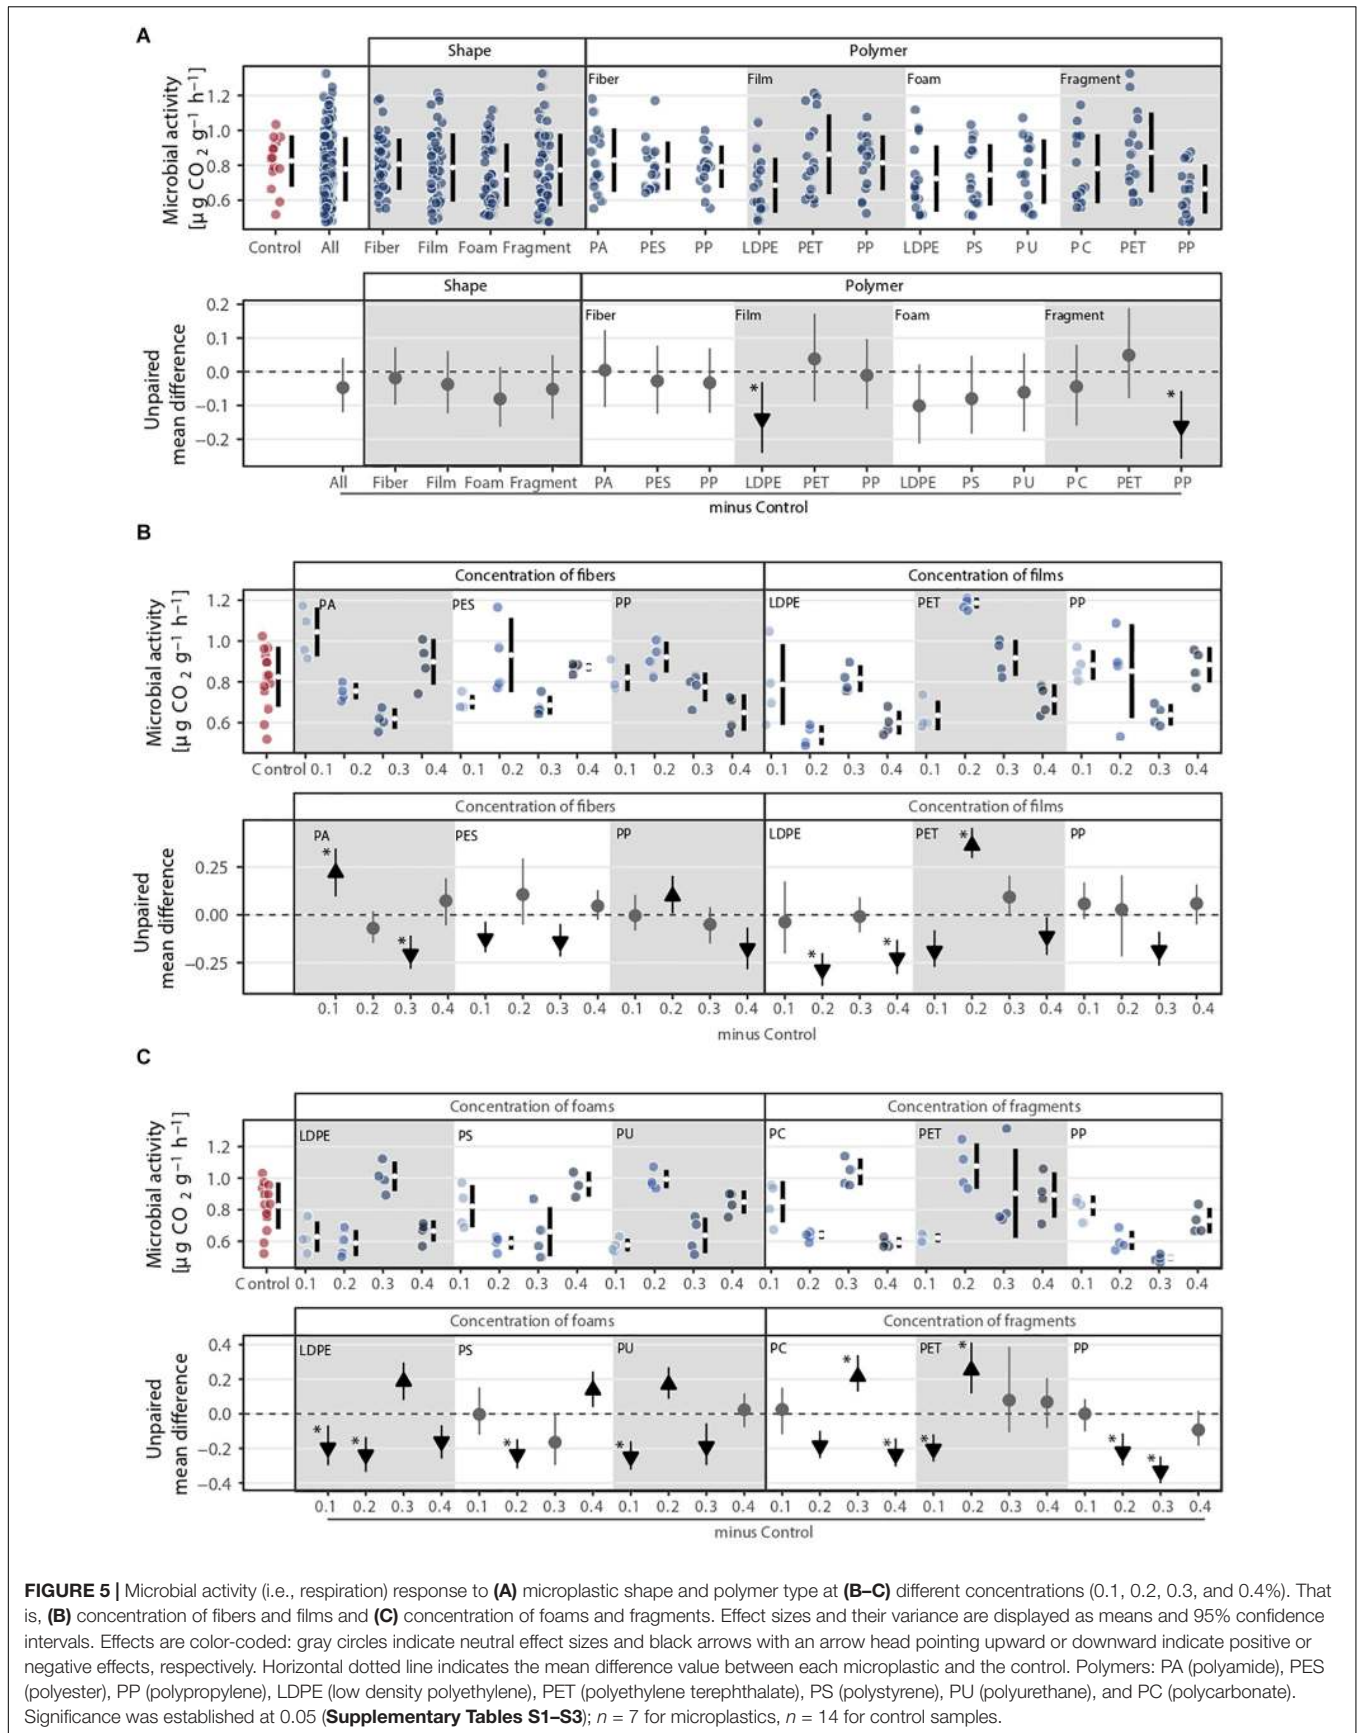 A
Shape Polymer
Microbial activity
[µg CO 2 g⁻¹ h⁻¹]
Fiber Film Foam Fragment
1.2
1.0
0.8
0.6
Control All Fiber Film Foam Fragment PA PES PP LDPE PET PP LDPE PS PU PC PET PP
Shape Polymer
Unpaired
mean difference
Fiber Film Foam Fragment
0.2
0.1
0.0
* *
−0.1
−0.2
All Fiber Film Foam Fragment PA PES PP LDPE PET PP LDPE PS PU PC PET PP
minus Control
B
Concentration of fibers Concentration of films
Microbial activity
[µg CO 2 g⁻¹ h⁻¹]
PA PES PP LDPE PET PP
1.2
1.0
0.8
0.6
Control 0.1 0.2 0.3 0.4 0.1 0.2 0.3 0.4 0.1 0.2 0.3 0.4 0.1 0.2 0.3 0.4 0.1 0.2 0.3 0.4 0.1 0.2 0.3 0.4
Concentration of fibers Concentration of films
Unpaired
mean difference
PA PES PP LDPE PET PP
* *
0.25
0.00
* * *
−0.25
0.1 0.2 0.3 0.4 0.1 0.2 0.3 0.4 0.1 0.2 0.3 0.4 0.1 0.2 0.3 0.4 0.1 0.2 0.3 0.4 0.1 0.2 0.3 0.4
minus Control
C
Concentration of foams Concentration of fragments
Microbial activity
[µg CO 2 g⁻¹ h⁻¹]
LDPE PS PU PC PET PP
1.2
1.0
0.8
0.6
Control 0.1 0.2 0.3 0.4 0.1 0.2 0.3 0.4 0.1 0.2 0.3 0.4 0.1 0.2 0.3 0.4 0.1 0.2 0.3 0.4 0.1 0.2 0.3 0.4
Concentration of foams Concentration of fragments
Unpaired
mean difference
LDPE PS PU PC PET PP
0.4
* *
0.2
0.0
* * * * * * * *
−0.2
−0.4
0.1 0.2 0.3 0.4 0.1 0.2 0.3 0.4 0.1 0.2 0.3 0.4 0.1 0.2 0.3 0.4 0.1 0.2 0.3 0.4 0.1 0.2 0.3 0.4
minus Control
FIGURE 5 | Microbial activity (i.e., respiration) response to (A) microplastic shape and polymer type at (B–C) different concentrations (0.1, 0.2, 0.3, and 0.4%). That
is, (B) concentration of fibers and films and (C) concentration of foams and fragments. Effect sizes and their variance are displayed as means and 95% confidence
intervals. Effects are color-coded: gray circles indicate neutral effect sizes and black arrows with an arrow head pointing upward or downward indicate positive or
negative effects, respectively. Horizontal dotted line indicates the mean difference value between each microplastic and the control. Polymers: PA (polyamide), PES
(polyester), PP (polypropylene), LDPE (low density polyethylene), PET (polyethylene terephthalate), PS (polystyrene), PU (polyurethane), and PC (polycarbonate).
Significance was established at 0.05 (Supplementary Tables S1–S3); n = 7 for microplastics, n = 14 for control samples.